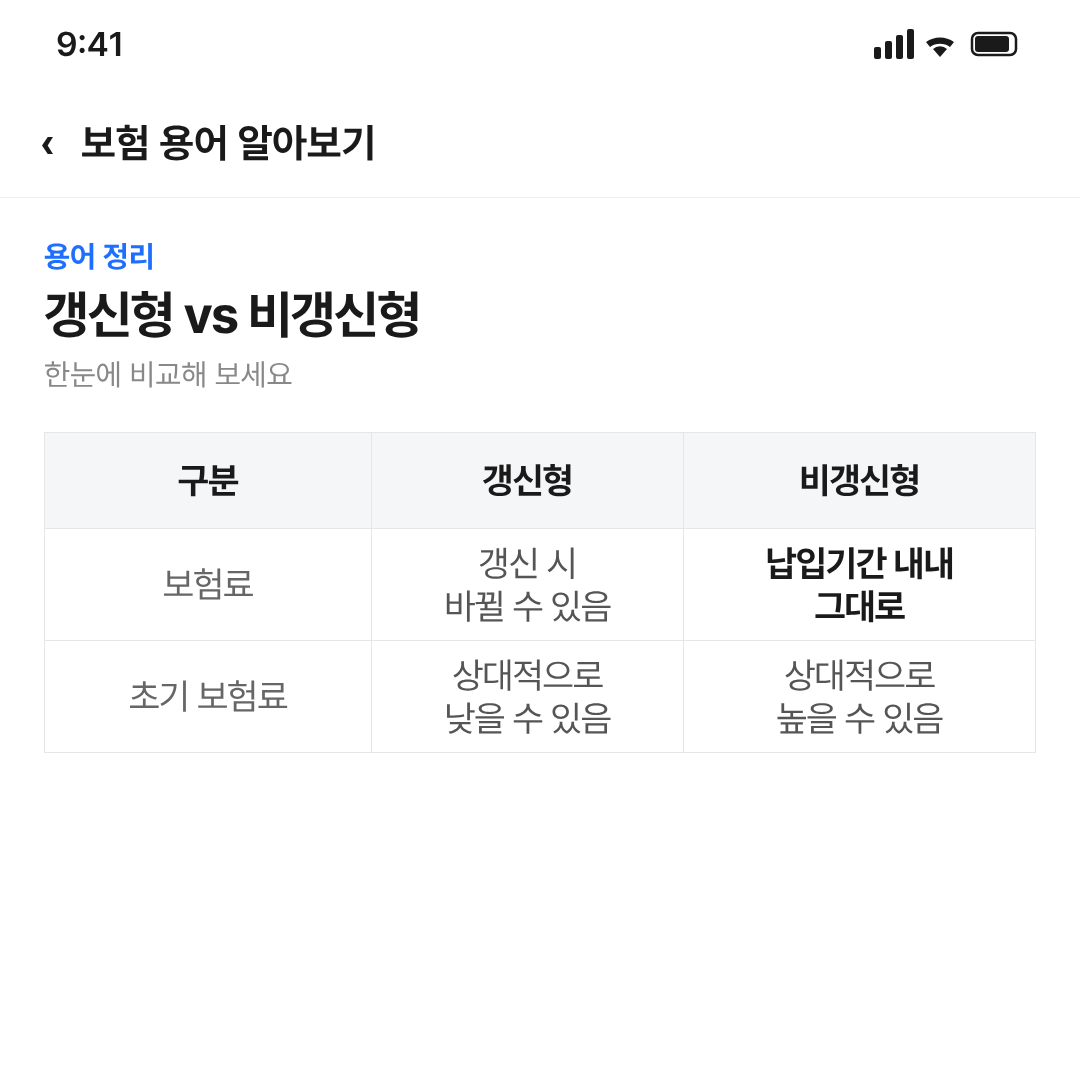 9:41
‹ 보험 용어 알아보기
용어 정리
갱신형 vs 비갱신형
한눈에 비교해 보세요
구분 갱신형 비갱신형
보험료
갱신 시
바뀔 수 있음
납입기간 내내
그대로
초기 보험료
상대적으로
낮을 수 있음
상대적으로
높을 수 있음